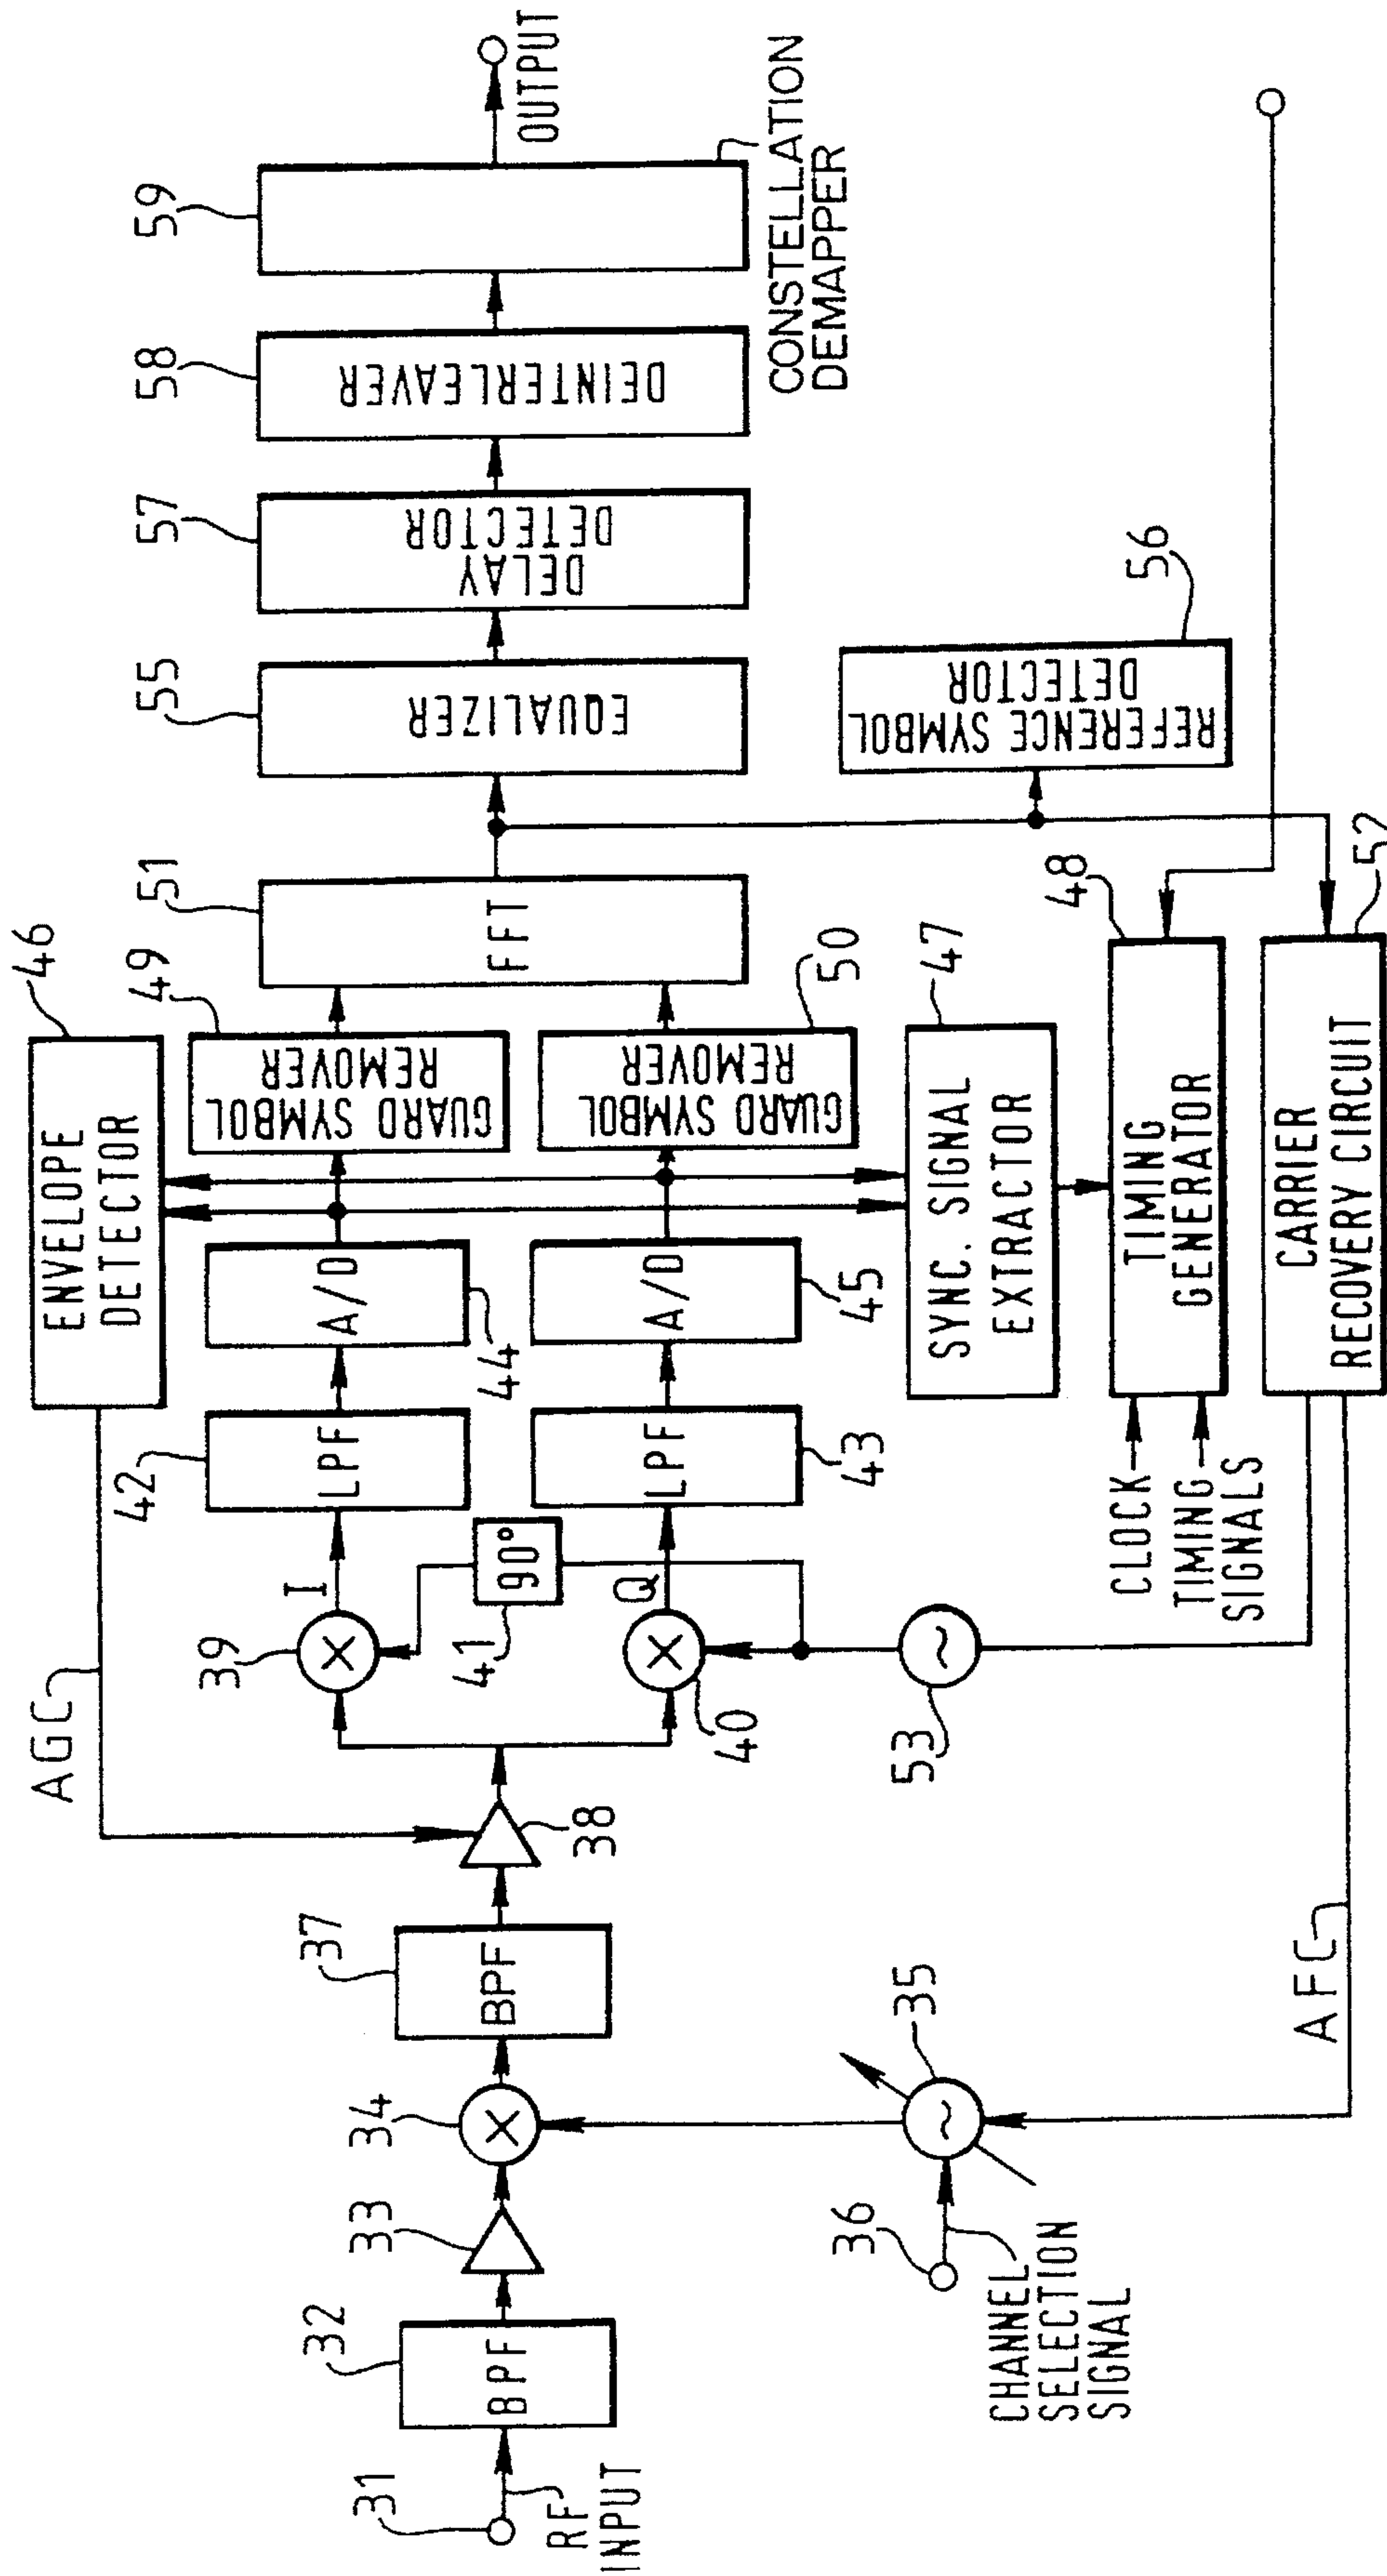 46
ENVELOPE
DETECTOR
AGC
49
GUARD SYMBOL
REMOVER
51
FFT
55
EQUALIZER
57
DELAY
DETECTOR
58
DEINTERLEAVER
59
OUTPUT
CONSTELLATION
DEMAPPER
42
LPF
A/D
44
39
I
90°
41
31
RF
INPUT
32
BPF
33
34
37
BPF
38
40
Q
LPF
43
A/D
45
50
GUARD SYMBOL
REMOVER
47
SYNC. SIGNAL
EXTRACTOR
56
REFERENCE SYMBOL
DETECTOR
53
36
CHANNEL
SELECTION
SIGNAL
35
CLOCK
TIMING
SIGNALS
48
TIMING
GENERATOR
52
CARRIER
RECOVERY CIRCUIT
AFC